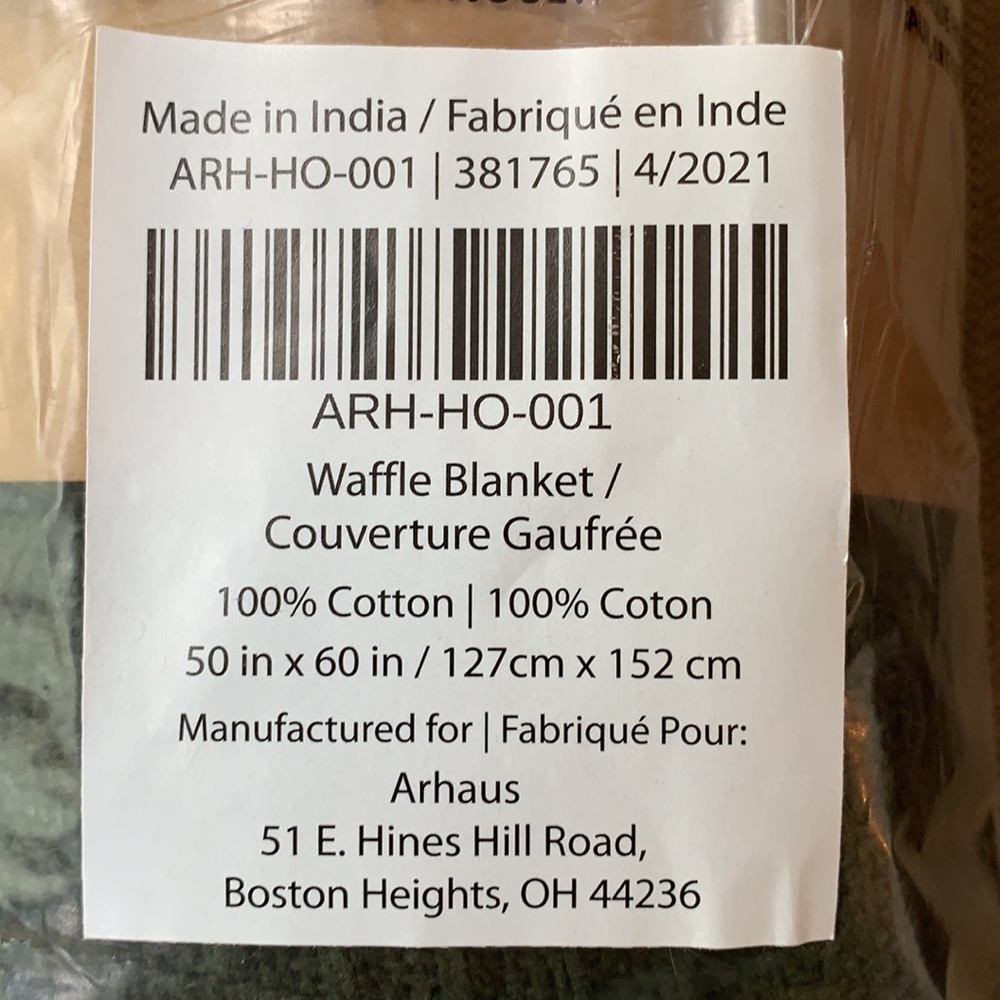 Made in India / Fabriqué en Inde
ARH-HO-001 | 381765 | 4/2021
ARH-HO-001
Waffle Blanket /
Couverture Gaufrée
100% Cotton | 100% Coton
50 in x 60 in / 127cm x 152 cm
Manufactured for | Fabriqué Pour:
Arhaus
51 E. Hines Hill Road,
Boston Heights, OH 44236